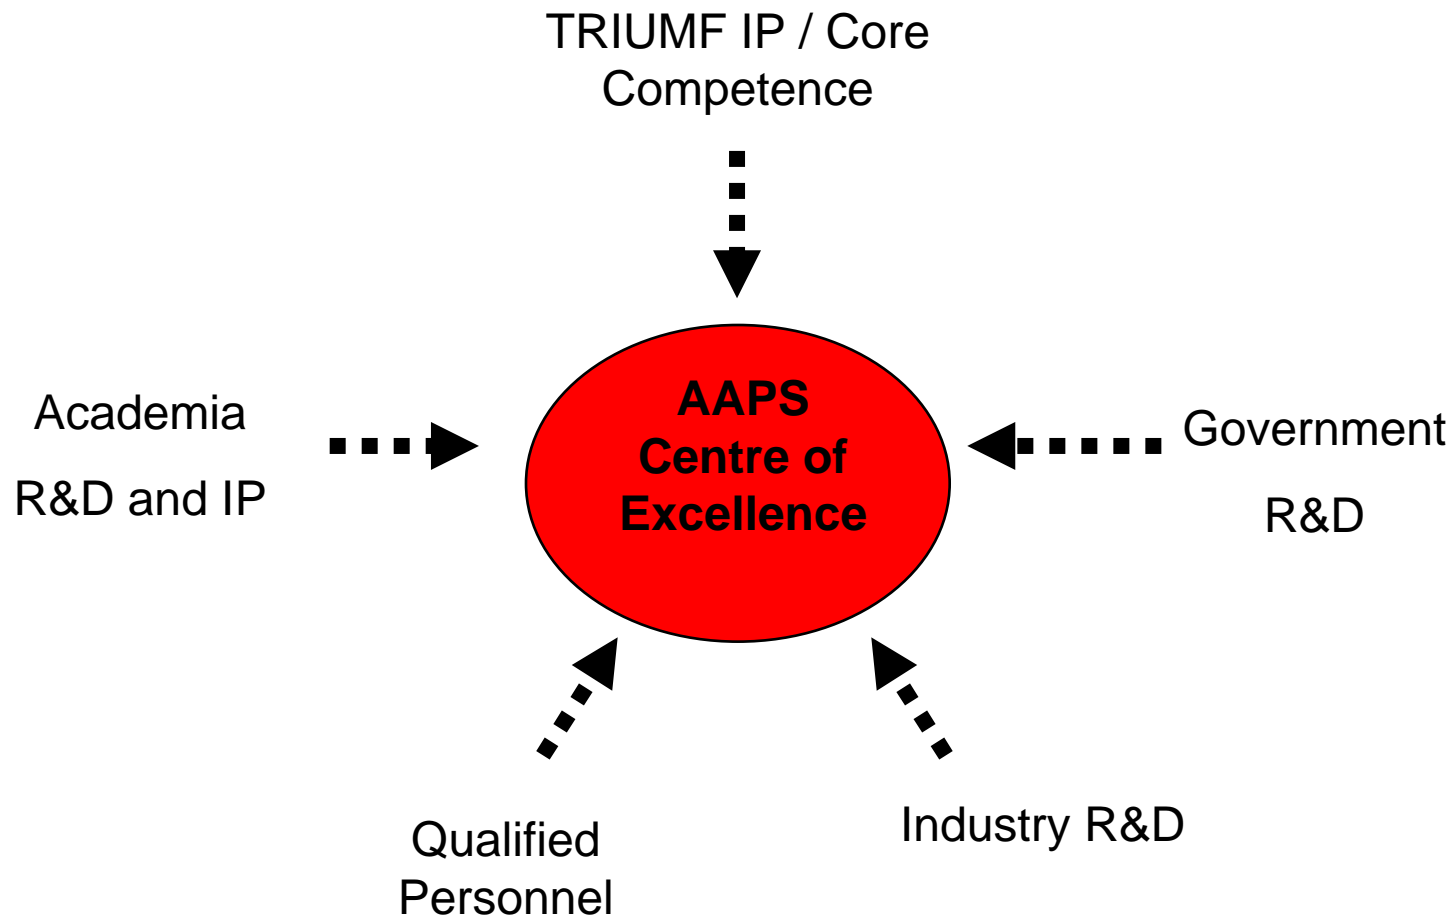 TRIUMF IP / Core
Competence
AAPS
Centre of
Excellence
Academia
R&D and IP
Government
R&D
Qualified
Personnel
Industry R&D